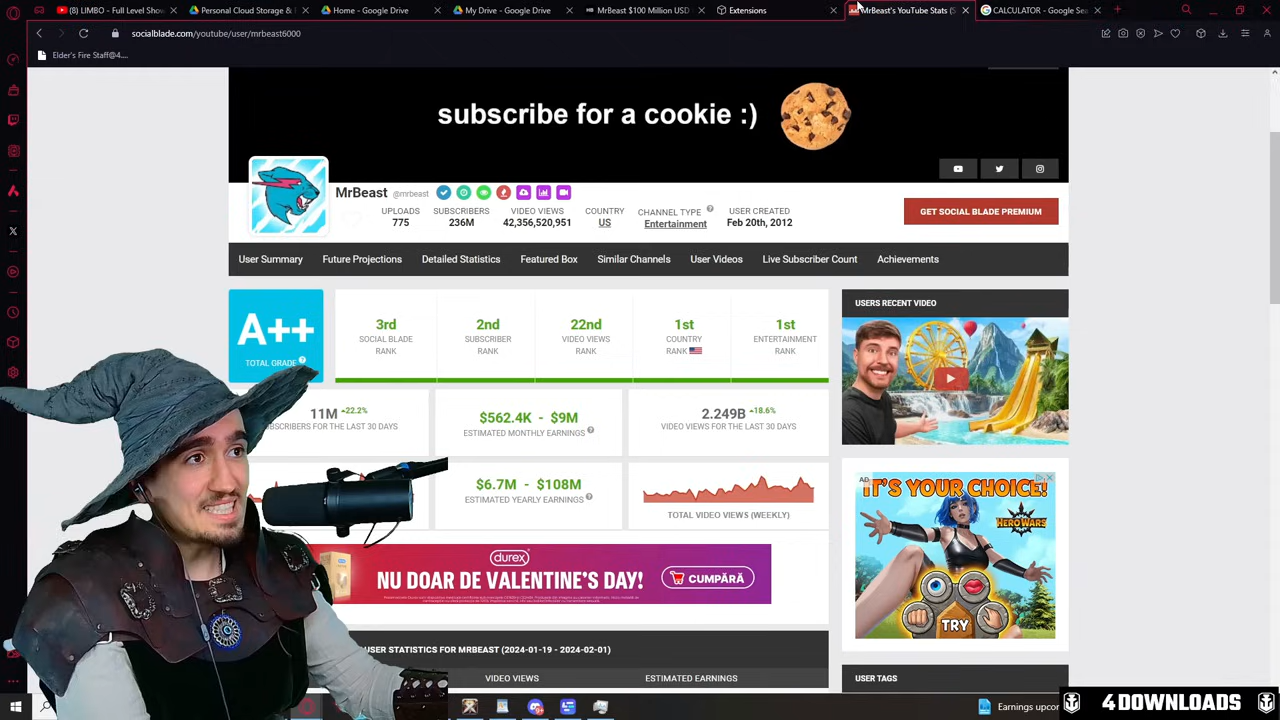 (8) LIMBO - Full Level Show
Personal Cloud Storage &
Home - Google Drive
My Drive - Google Drive
MrBeast $100 Million USD
Extensions
MrBeast's YouTube Stats (S
CALCULATOR - Google Sea
socialblade.com/youtube/user/mrbeast6000
Elder's Fire Staff@4....
subscribe for a cookie :)
MrBeast @mrbeast
UPLOADS
775
SUBSCRIBERS
236M
VIDEO VIEWS
42,356,520,951
COUNTRY
US
CHANNEL TYPE
Entertainment
USER CREATED
Feb 20th, 2012
GET SOCIAL BLADE PREMIUM
User Summary
Future Projections
Detailed Statistics
Featured Box
Similar Channels
User Videos
Live Subscriber Count
Achievements
A++
TOTAL GRADE
3rd
SOCIAL BLADE
RANK
2nd
SUBSCRIBER
RANK
22nd
VIDEO VIEWS
RANK
1st
COUNTRY
RANK
1st
ENTERTAINMENT
RANK
USERS RECENT VIDEO
11M 22.2%
SCRIBERS FOR THE LAST 30 DAYS
$562.4K - $9M
ESTIMATED MONTHLY EARNINGS
2.249B 18.6%
VIDEO VIEWS FOR THE LAST 30 DAYS
$6.7M - $108M
ESTIMATED YEARLY EARNINGS
TOTAL VIDEO VIEWS (WEEKLY)
AD
IT'S YOUR CHOICE!
HERO WARS
TRY
durex
NU DOAR DE VALENTINE'S DAY!
CUMPĂRĂ
USER STATISTICS FOR MRBEAST (2024-01-19 - 2024-02-01)
VIDEO VIEWS
ESTIMATED EARNINGS
USER TAGS
Earnings upcor
4DOWNLOADS